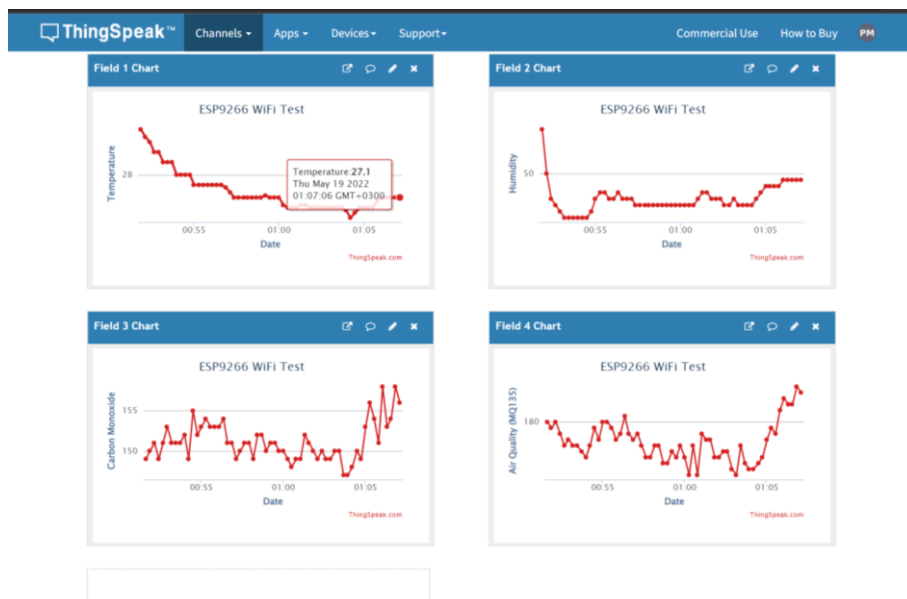 ThingSpeak™ Channels Apps Devices Support Commercial Use How to Buy PM
Field 1 Chart
ESP9266 WiFi Test
Temperature
28
Temperature:27.1
Thu May 19 2022
01:07:06 GMT+0300
00:55 01:00 01:05
Date
ThingSpeak.com
Field 2 Chart
ESP9266 WiFi Test
Humidity
50
00:55 01:00 01:05
Date
ThingSpeak.com
Field 3 Chart
ESP9266 WiFi Test
Carbon Monoxide
155
150
00:55 01:00 01:05
Date
ThingSpeak.com
Field 4 Chart
ESP9266 WiFi Test
Air Quality (MQ135)
180
00:55 01:00 01:05
Date
ThingSpeak.com